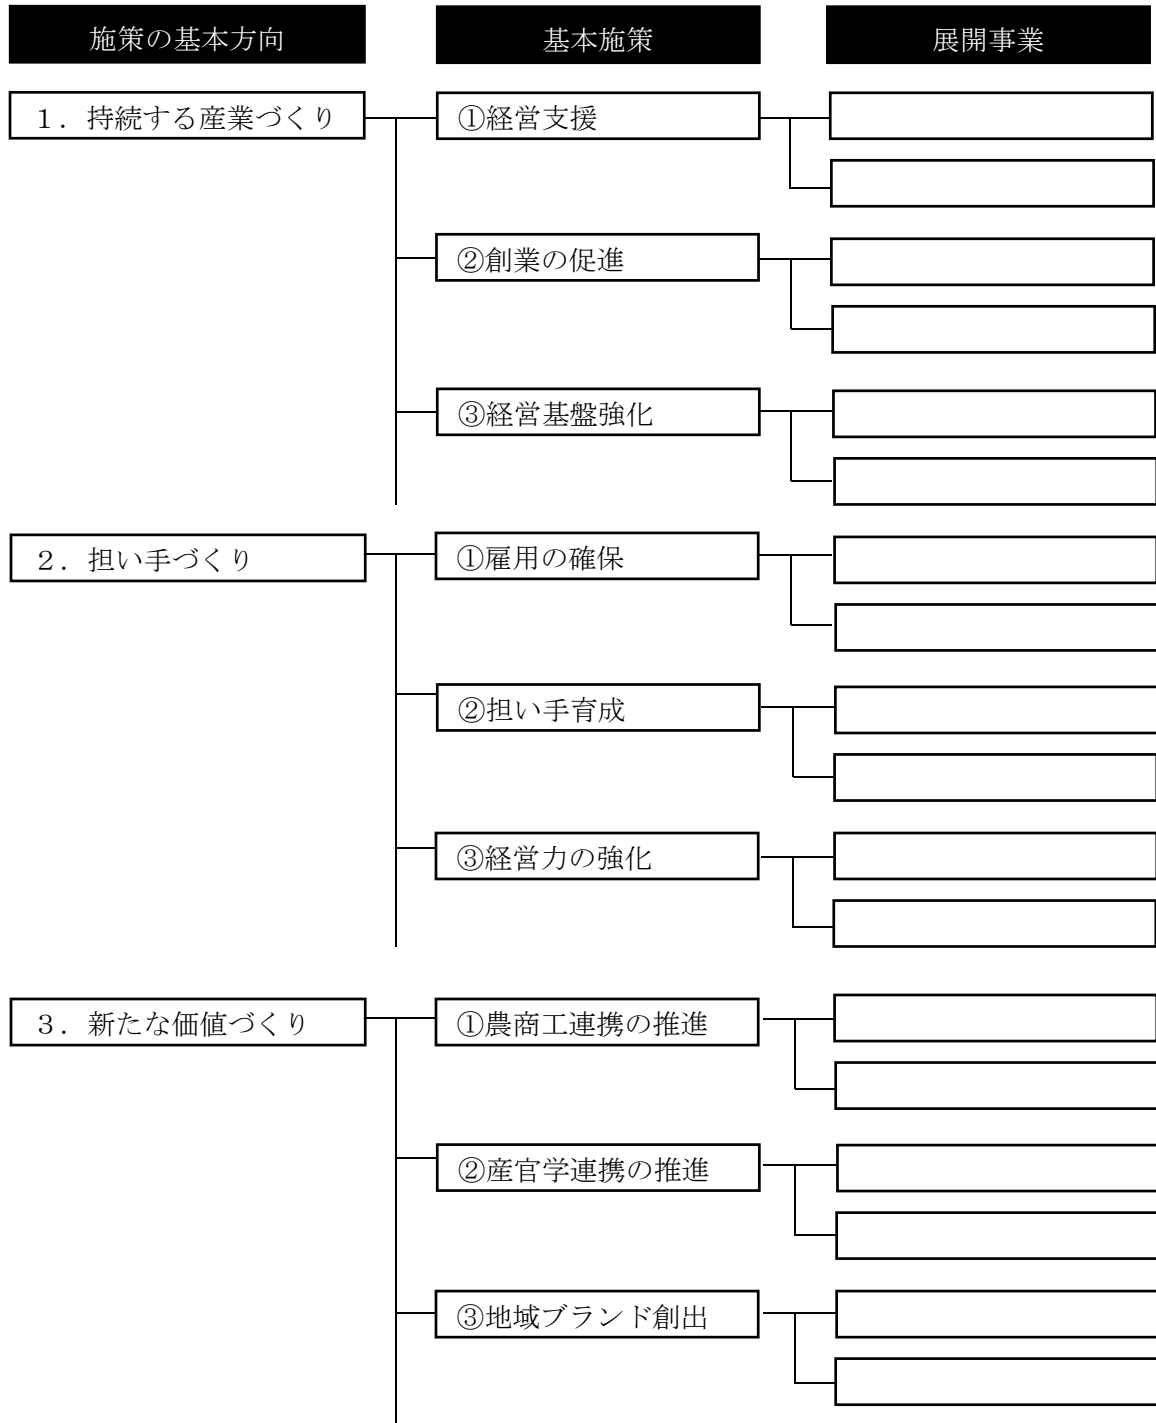 施策の基本方向
基本施策
展開事業
１．持続する産業づくり
①経営支援
②創業の促進
③経営基盤強化
２．担い手づくり
①雇用の確保
②担い手育成
③経営力の強化
３．新たな価値づくり
①農商工連携の推進
②産官学連携の推進
③地域ブランド創出